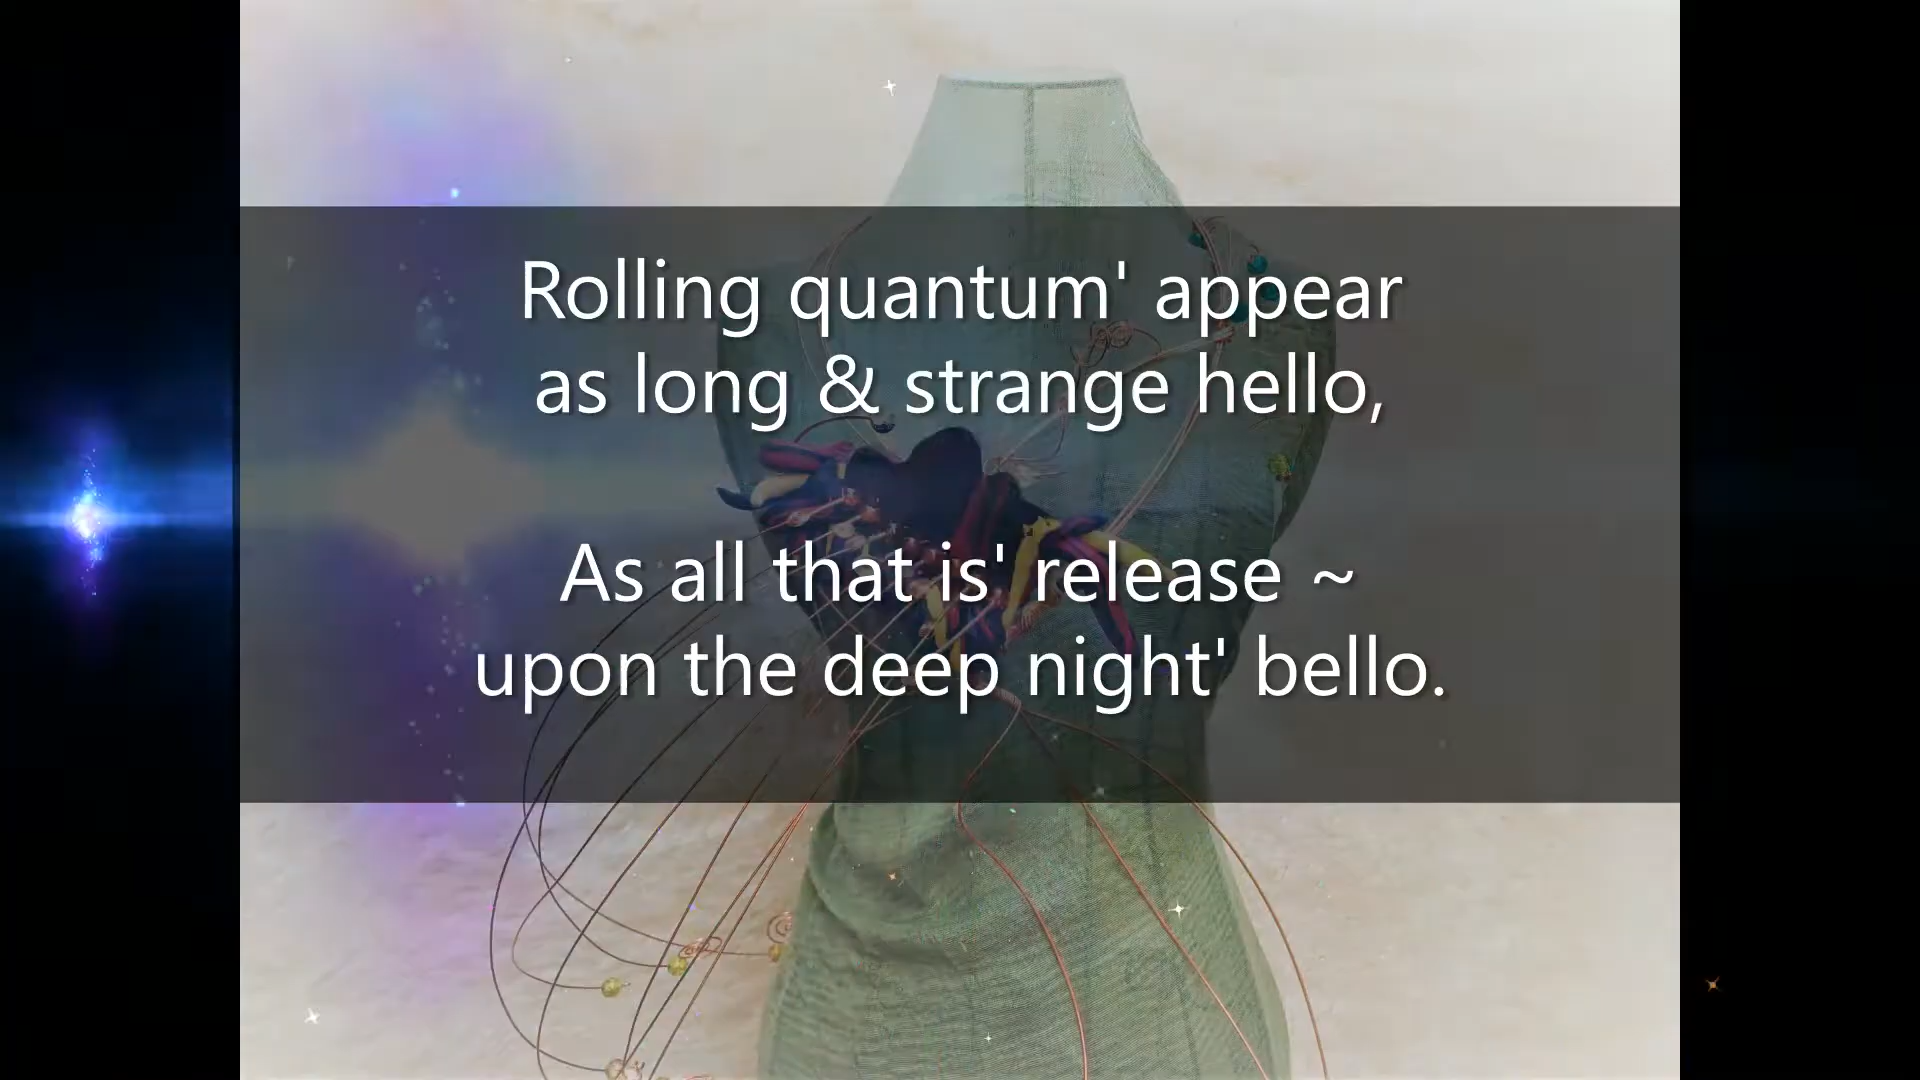 Rolling quantum' appear
as long & strange hello,
As all that is' release ~
upon the deep night' bello.